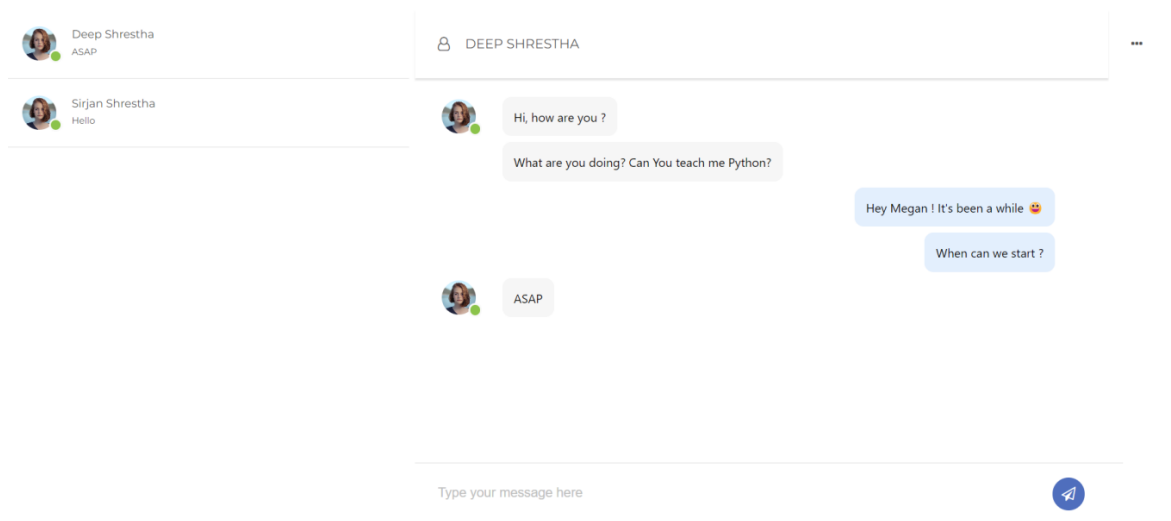 Deep Shrestha
ASAP
Sirjan Shrestha
Hello
DEEP SHRESTHA
Hi, how are you ?
What are you doing? Can You teach me Python?
Hey Megan ! It's been a while 😀
When can we start ?
ASAP
Type your message here